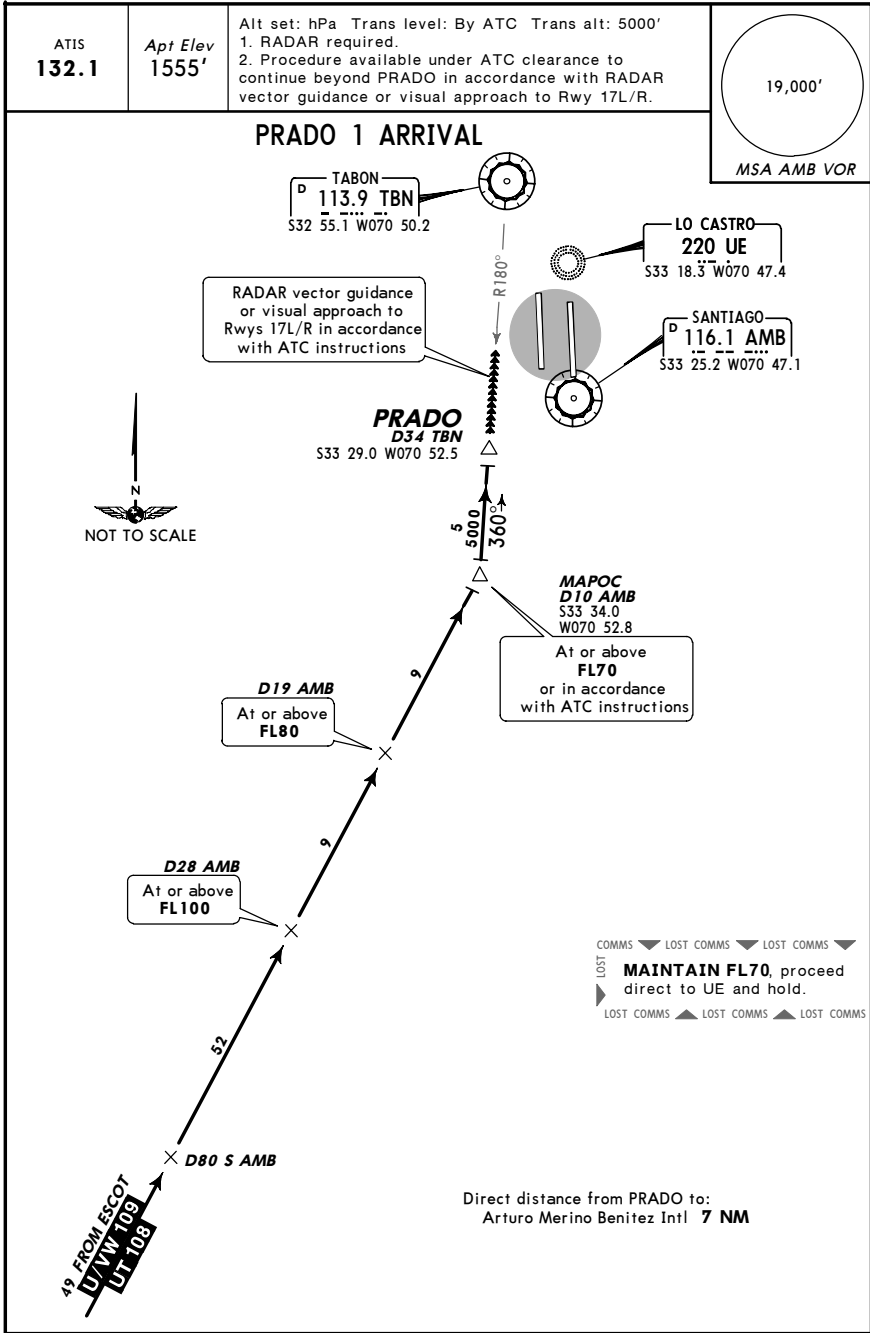 ATIS
132.1
Apt Elev
1555'
Alt set: hPa Trans level: By ATC Trans alt: 5000'
1. RADAR required.
2. Procedure available under ATC clearance to
continue beyond PRADO in accordance with RADAR
vector guidance or visual approach to Rwy 17L/R.
19,000'
MSA AMB VOR
PRADO 1 ARRIVAL
TABON
D 113.9 TBN
S32 55.1 W070 50.2
R180°
LO CASTRO
220 UE
S33 18.3 W070 47.4
RADAR vector guidance
or visual approach to
Rwys 17L/R in accordance
with ATC instructions
SANTIAGO
D 116.1 AMB
S33 25.2 W070 47.1
PRADO
D34 TBN
S33 29.0 W070 52.5
N
NOT TO SCALE
5
5000
360°
MAPOC
D10 AMB
S33 34.0
W070 52.8
At or above
FL70
or in accordance
with ATC instructions
9
D19 AMB
At or above
FL80
9
D28 AMB
At or above
FL100
COMMS LOST COMMS LOST COMMS
LOST
MAINTAIN FL70, proceed
direct to UE and hold.
LOST COMMS LOST COMMS LOST COMMS
52
D80 S AMB
49 FROM ESCOT
U/VW 109
UT 108
Direct distance from PRADO to:
Arturo Merino Benitez Intl 7 NM